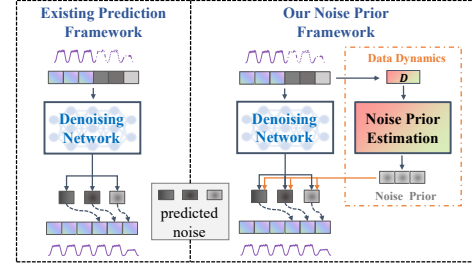 Existing Prediction
Framework
Denoising
Network
predicted
noise
Our Noise Prior
Framework
Data Dynamics
D
Denoising
Network
Noise Prior
Estimation
Noise Prior